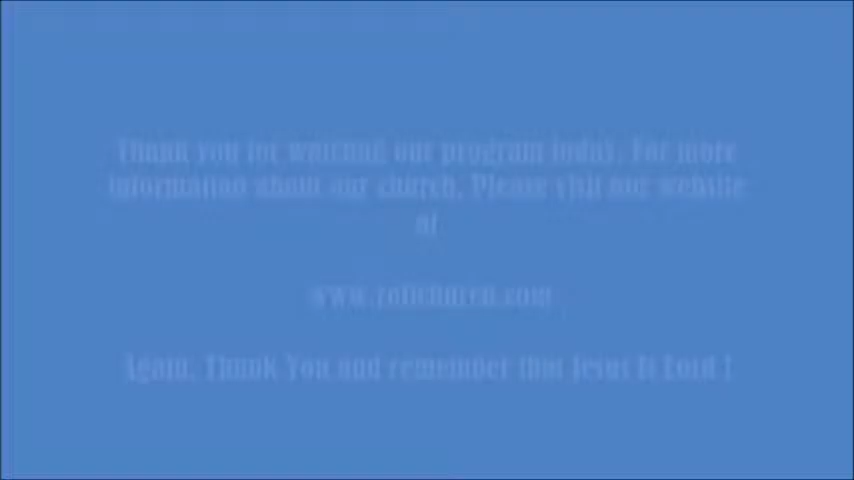 Thank you for watching our program today. For more
information about our church, Please visit our website
at
Again, Thank You and remember that Jesus Is Lord !